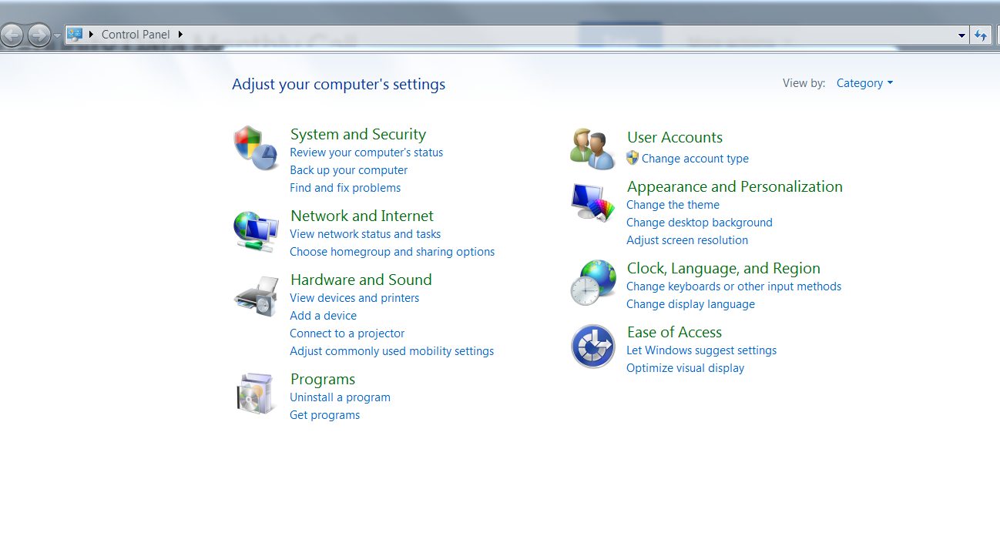 Control Panel
Adjust your computer's settings
View by: Category
System and Security
Review your computer's status
Back up your computer
Find and fix problems
Network and Internet
View network status and tasks
Choose homegroup and sharing options
Hardware and Sound
View devices and printers
Add a device
Connect to a projector
Adjust commonly used mobility settings
Programs
Uninstall a program
Get programs
User Accounts
Change account type
Appearance and Personalization
Change the theme
Change desktop background
Adjust screen resolution
Clock, Language, and Region
Change keyboards or other input methods
Change display language
Ease of Access
Let Windows suggest settings
Optimize visual display